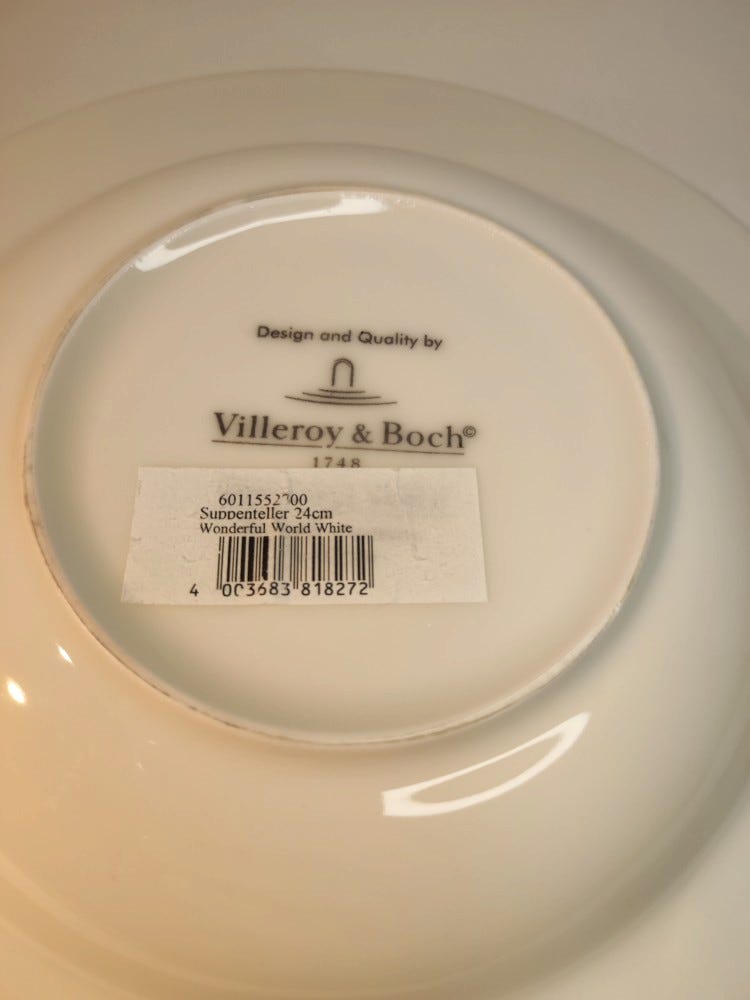 Design and Quality by
Villeroy & Boch©
1748
Suppenteller 24cm
Wonderful World White
4 003683 818272